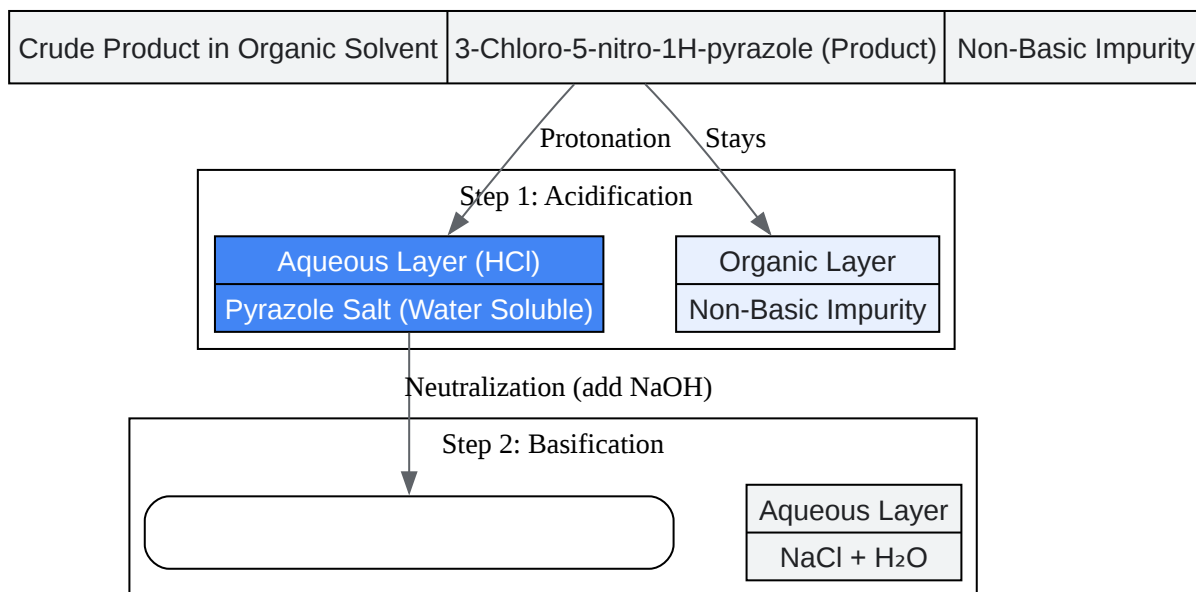 Crude Product in Organic Solvent
3-Chloro-5-nitro-1H-pyrazole (Product)
Non-Basic Impurity
Protonation
Stays
Step 1: Acidification
Aqueous Layer (HCl)
Pyrazole Salt (Water Soluble)
Organic Layer
Non-Basic Impurity
Neutralization (add NaOH)
Step 2: Basification
Aqueous Layer
NaCl + H₂O